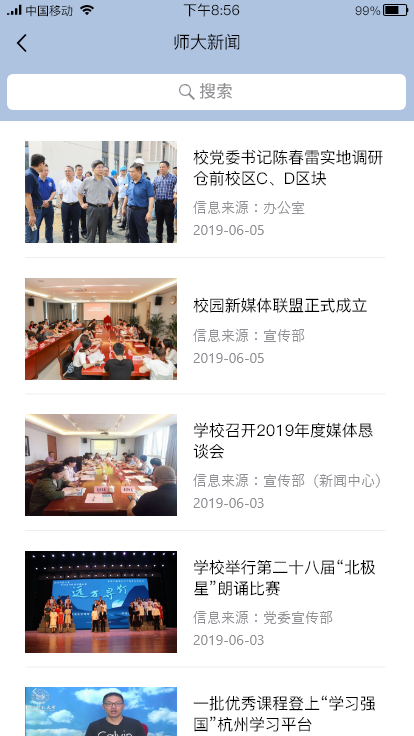 中国移动
下午8:56
99%
师大新闻
搜索
校党委书记陈春雷实地调研
仓前校区C、D区块
信息来源：办公室
2019-06-05
校园新媒体联盟正式成立
信息来源：宣传部
2019-06-05
学校召开2019年度媒体恳
谈会
信息来源：宣传部（新闻中心）
2019-06-03
学校举行第二十八届“北极
星”朗诵比赛
信息来源：党委宣传部
2019-06-03
一批优秀课程登上“学习强
国”杭州学习平台
Calvin